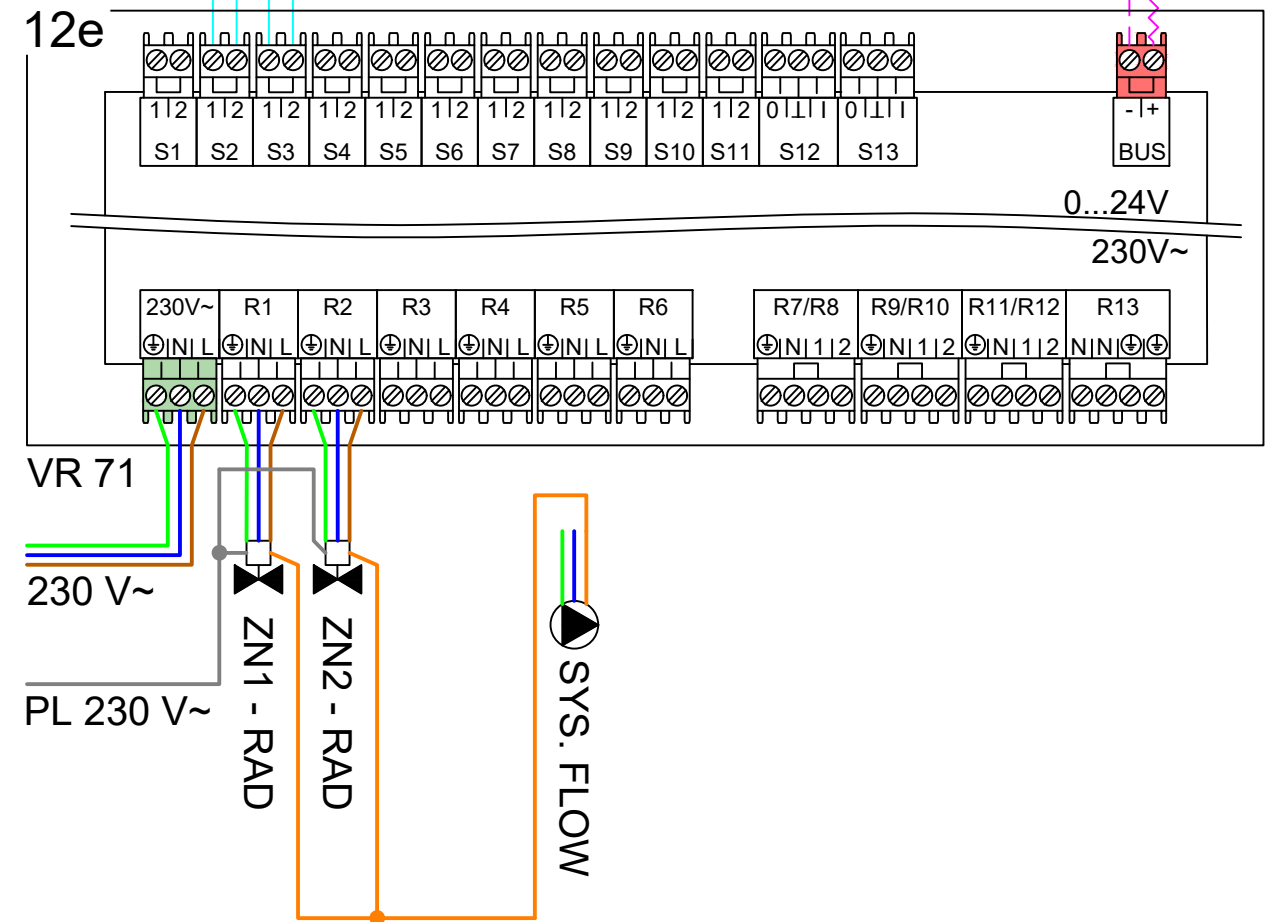 12e
1 2 1 2 1 2 1 2 1 2 1 2 1 2 1 2 1 2 1 2 1 2 0 ⊥ I 0 ⊥ I - +
S1 S2 S3 S4 S5 S6 S7 S8 S9 S10 S11 S12 S13 BUS
0...24V
230V~
230V~ R1 R2 R3 R4 R5 R6 R7/R8 R9/R10 R11/R12 R13
N L N L N L N L N L N L N L N 1 2 N 1 2 N 1 2 N N
VR 71
230 V~
PL 230 V~
ZN1 - RAD
ZN2 - RAD
SYS. FLOW